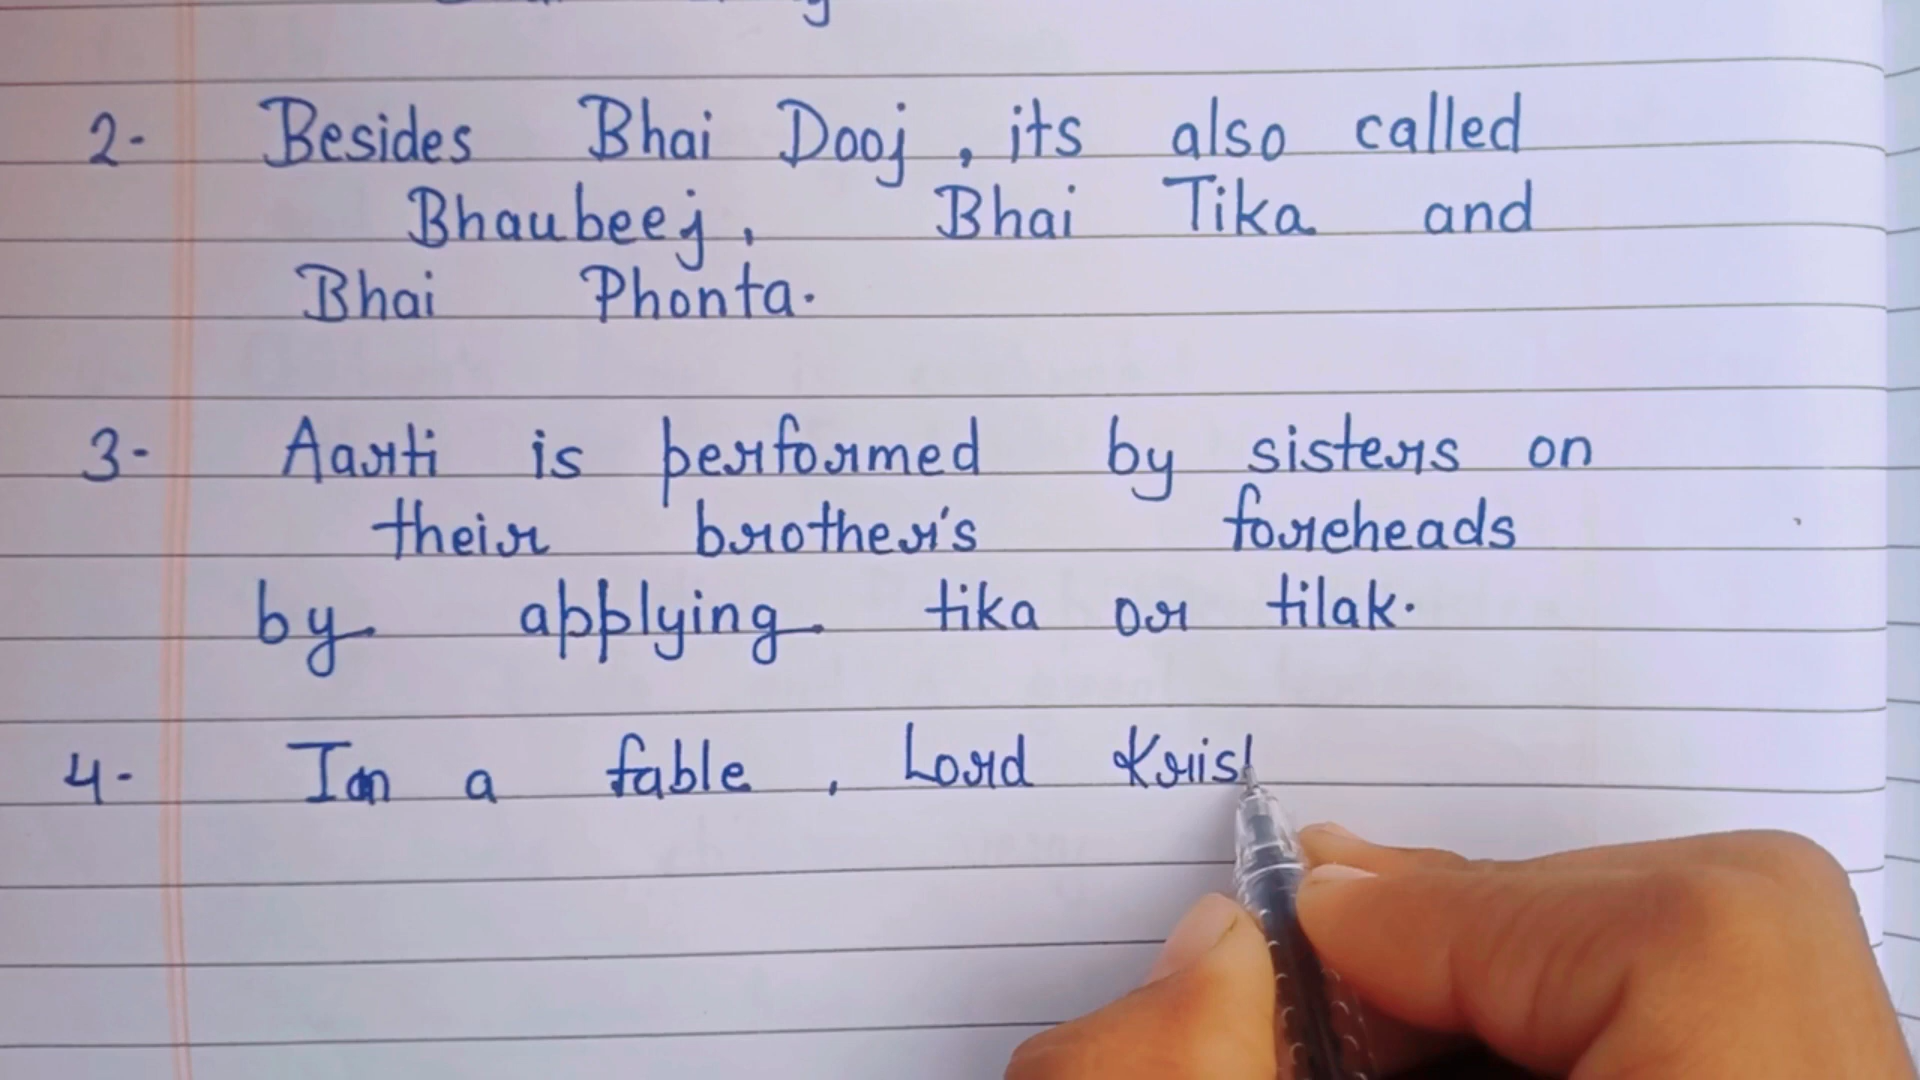 2- Besides Bhai Dooj, its also called
Bhaubeej, Bhai Tika and
Bhai Phonta.
3- Aarti is performed by sisters on
their brother's foreheads
by applying tika or tilak.
4- In a fable, Lord Krish